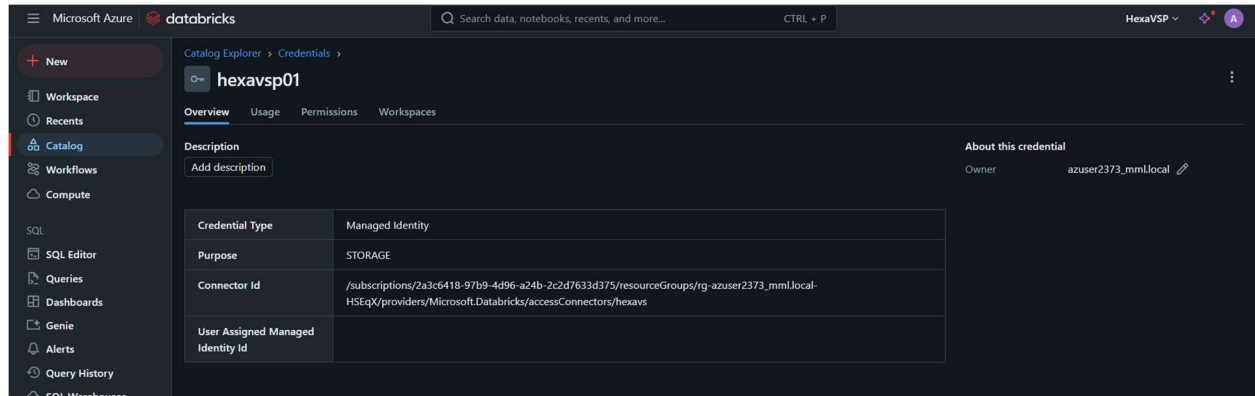 Microsoft Azure databricks Search data, notebooks, recents, and more... CTRL + P HexaVSP A
New
Workspace
Recents
Catalog
Workflows
Compute
SQL
SQL Editor
Queries
Dashboards
Genie
Alerts
Query History
SQL Warehouses
Catalog Explorer > Credentials >
hexavsp01
Overview Usage Permissions Workspaces
Description
Add description
About this credential
Owner azuser2373_mml.local
Credential Type Managed Identity
Purpose STORAGE
Connector Id /subscriptions/2a3c6418-97b9-4d96-a24b-2c2d7633d375/resourceGroups/rg-azuser2373_mml.local-
HSEqX/providers/Microsoft.Databricks/accessConnectors/hexavs
User Assigned Managed
Identity Id